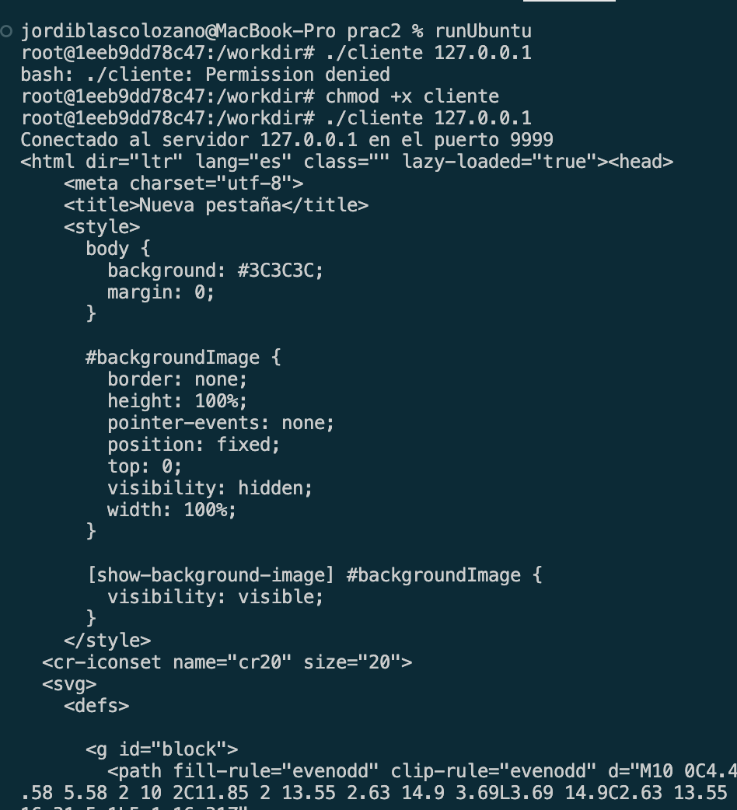 jordiblascolozano@MacBook-Pro prac2 % runUbuntu
root@1eeb9dd78c47:/workdir# ./cliente 127.0.0.1
bash: ./cliente: Permission denied
root@1eeb9dd78c47:/workdir# chmod +x cliente
root@1eeb9dd78c47:/workdir# ./cliente 127.0.0.1
Conectado al servidor 127.0.0.1 en el puerto 9999
<html dir="ltr" lang="es" class="" lazy-loaded="true"><head>
    <meta charset="utf-8">
    <title>Nueva pestaña</title>
    <style>
      body {
        background: #3C3C3C;
        margin: 0;
      }

      #backgroundImage {
        border: none;
        height: 100%;
        pointer-events: none;
        position: fixed;
        top: 0;
        visibility: hidden;
        width: 100%;
      }

      [show-background-image] #backgroundImage {
        visibility: visible;
      }
    </style>
  <cr-iconset name="cr20" size="20">
  <svg>
    <defs>

      <g id="block">
        <path fill-rule="evenodd" clip-rule="evenodd" d="M10 0C4.4
.58 5.58 2 10 2C11.85 2 13.55 2.63 14.9 3.69L3.69 14.9C2.63 13.55